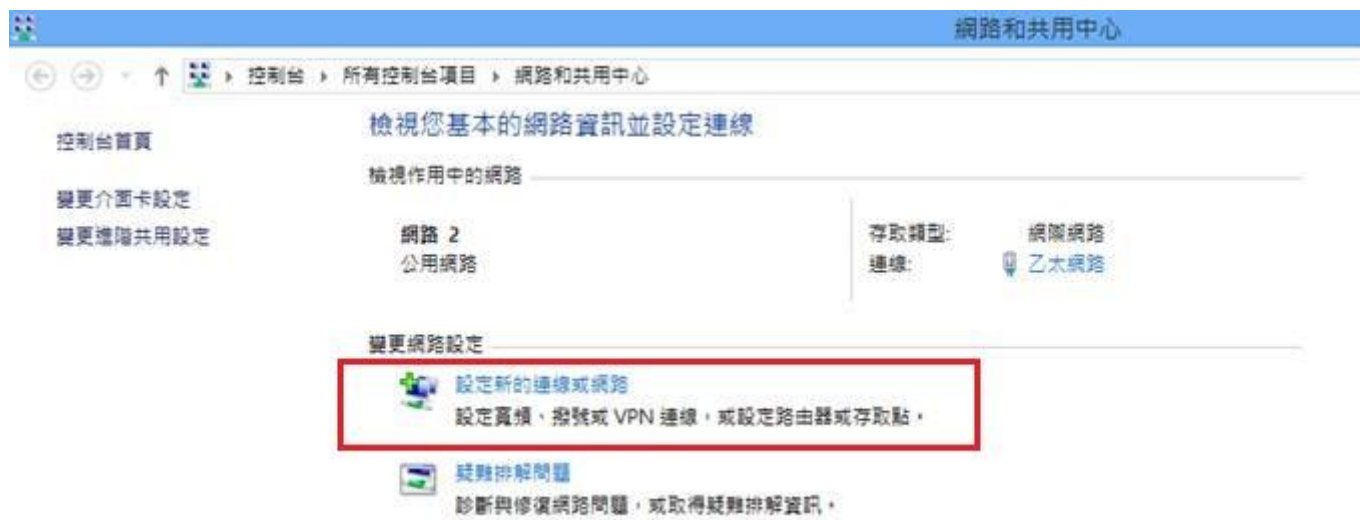 網路和共用中心
控制台 › 所有控制台項目 › 網路和共用中心
控制台首頁
變更介面卡設定
變更進階共用設定
檢視您基本的網路資訊並設定連線
檢視作用中的網路
網路 2
公用網路
存取類型: 網際網路
連線: 乙太網路
變更網路設定
設定新的連線或網路
設定寬頻、撥號或 VPN 連線，或設定路由器或存取點。
疑難排解問題
診斷與修復網路問題，或取得疑難排解資訊。